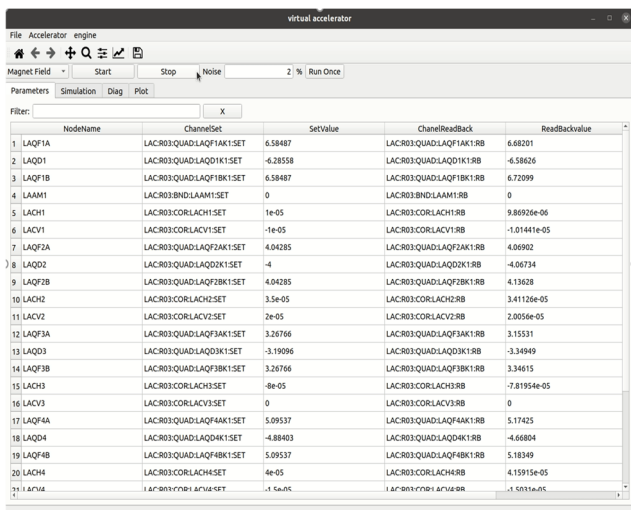 virtual accelerator
File Accelerator engine
Magnet Field Start Stop Noise 2 % Run Once
Parameters Simulation Diag Plot
Filter: X
NodeName ChannelSet SetValue ChanelReadBack ReadBackvalue
1 LAQF1A LAC:R03:QUAD:LAQF1AK1:SET 6.58487 LAC:R03:QUAD:LAQF1AK1:RB 6.68201
2 LAQD1 LAC:R03:QUAD:LAQD1K1:SET -6.28558 LAC:R03:QUAD:LAQD1K1:RB -6.58626
3 LAQF1B LAC:R03:QUAD:LAQF1BK1:SET 6.58487 LAC:R03:QUAD:LAQF1BK1:RB 6.72099
4 LAAM1 LAC:R03:BND:LAAM1:SET 0 LAC:R03:BND:LAAM1:RB 0
5 LACH1 LAC:R03:COR:LACH1:SET 1e-05 LAC:R03:COR:LACH1:RB 9.86926e-06
6 LACV1 LAC:R03:COR:LACV1:SET -1e-05 LAC:R03:COR:LACV1:RB -1.01441e-05
7 LAQF2A LAC:R03:QUAD:LAQF2AK1:SET 4.04285 LAC:R03:QUAD:LAQF2AK1:RB 4.06902
8 LAQD2 LAC:R03:QUAD:LAQD2K1:SET -4 LAC:R03:QUAD:LAQD2K1:RB -4.06734
9 LAQF2B LAC:R03:QUAD:LAQF2BK1:SET 4.04285 LAC:R03:QUAD:LAQF2BK1:RB 4.13628
10 LACH2 LAC:R03:COR:LACH2:SET 3.5e-05 LAC:R03:COR:LACH2:RB 3.41126e-05
11 LACV2 LAC:R03:COR:LACV2:SET 2e-05 LAC:R03:COR:LACV2:RB 2.0056e-05
12 LAQF3A LAC:R03:QUAD:LAQF3AK1:SET 3.26766 LAC:R03:QUAD:LAQF3AK1:RB 3.15531
13 LAQD3 LAC:R03:QUAD:LAQD3K1:SET -3.19096 LAC:R03:QUAD:LAQD3K1:RB -3.34949
14 LAQF3B LAC:R03:QUAD:LAQF3BK1:SET 3.26766 LAC:R03:QUAD:LAQF3BK1:RB 3.34615
15 LACH3 LAC:R03:COR:LACH3:SET -8e-05 LAC:R03:COR:LACH3:RB -7.81954e-05
16 LACV3 LAC:R03:COR:LACV3:SET 0 LAC:R03:COR:LACV3:RB 0
17 LAQF4A LAC:R03:QUAD:LAQF4AK1:SET 5.09537 LAC:R03:QUAD:LAQF4AK1:RB 5.17425
18 LAQD4 LAC:R03:QUAD:LAQD4K1:SET -4.88403 LAC:R03:QUAD:LAQD4K1:RB -4.66804
19 LAQF4B LAC:R03:QUAD:LAQF4BK1:SET 5.09537 LAC:R03:QUAD:LAQF4BK1:RB 5.18349
20 LACH4 LAC:R03:COR:LACH4:SET 4e-05 LAC:R03:COR:LACH4:RB 4.15915e-05
21 LACV4 LAC:R03:COR:LACV4:SET -1.5e-05 LAC:R03:COR:LACV4:RB -1.5031e-05